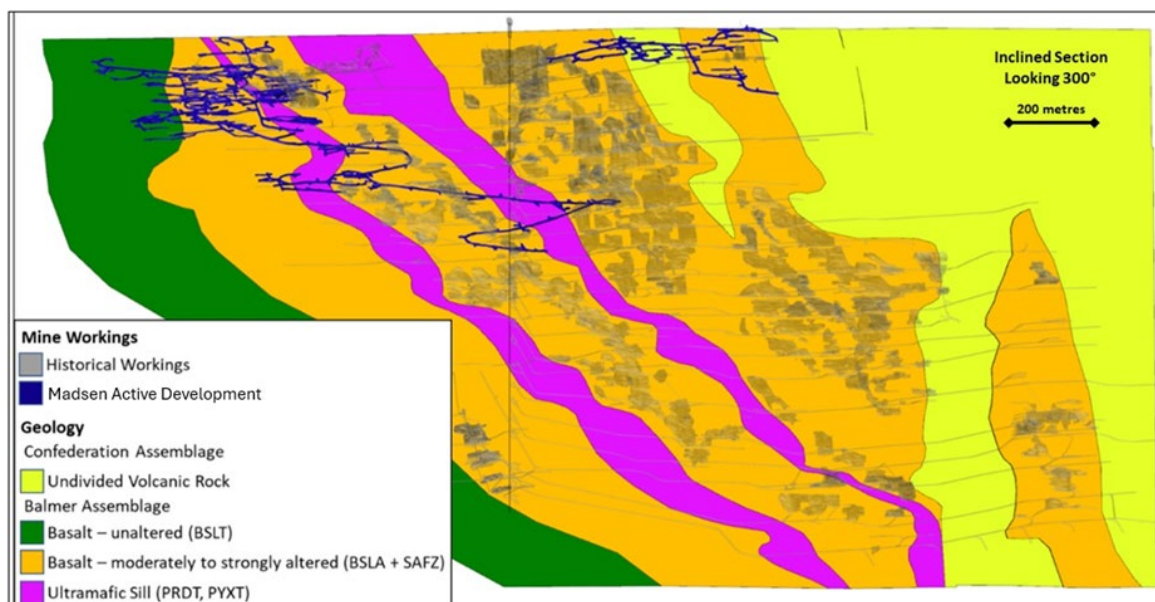 Inclined Section
Looking 300°
200 metres
Mine Workings
Historical Workings
Madsen Active Development
Geology
Confederation Assemblage
Undivided Volcanic Rock
Balmer Assemblage
Basalt – unaltered (BSLT)
Basalt – moderately to strongly altered (BSLA + SAFZ)
Ultramafic Sill (PRDT, PYXT)